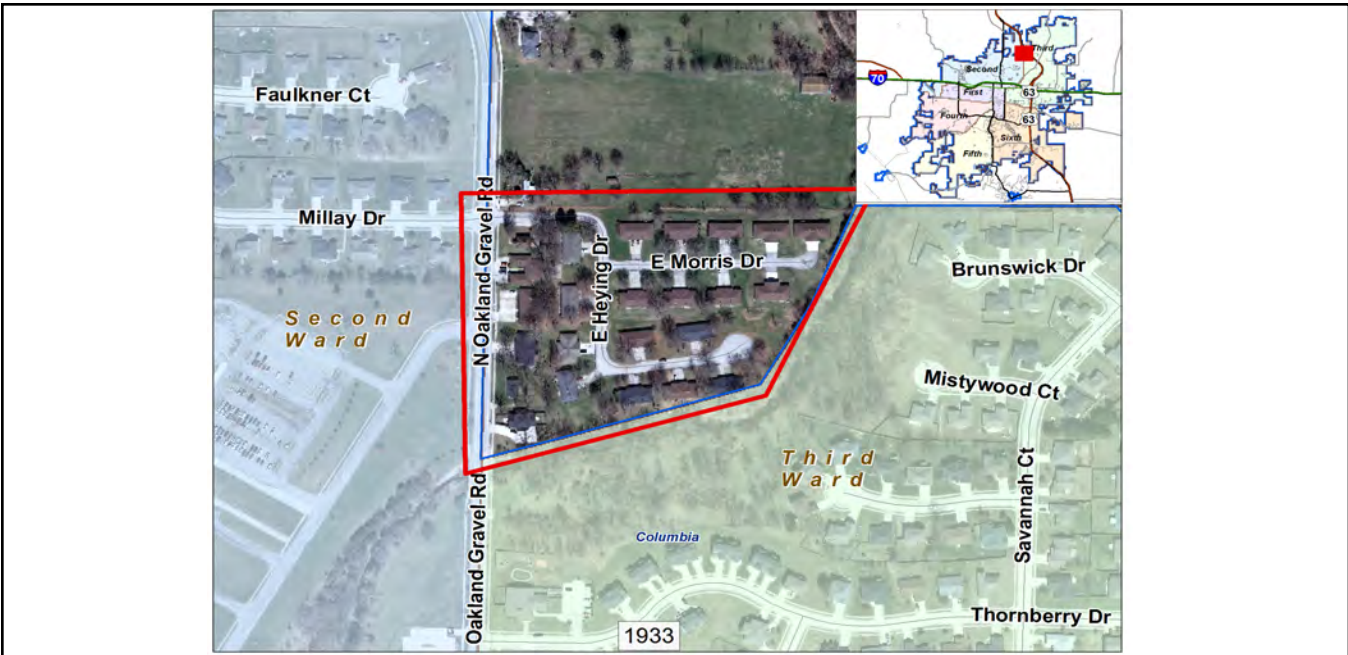 Faulkner Ct
Millay Dr
N Oakland Gravel Rd
E Heying Dr
E Morris Dr
Second
Ward
Oakland Gravel Rd
Third
Ward
Columbia
Brunswick Dr
Mistywood Ct
Savannah Ct
Thornberry Dr
1933
70
Third
Second
First
63
Fourth
63
Sixth
Fifth